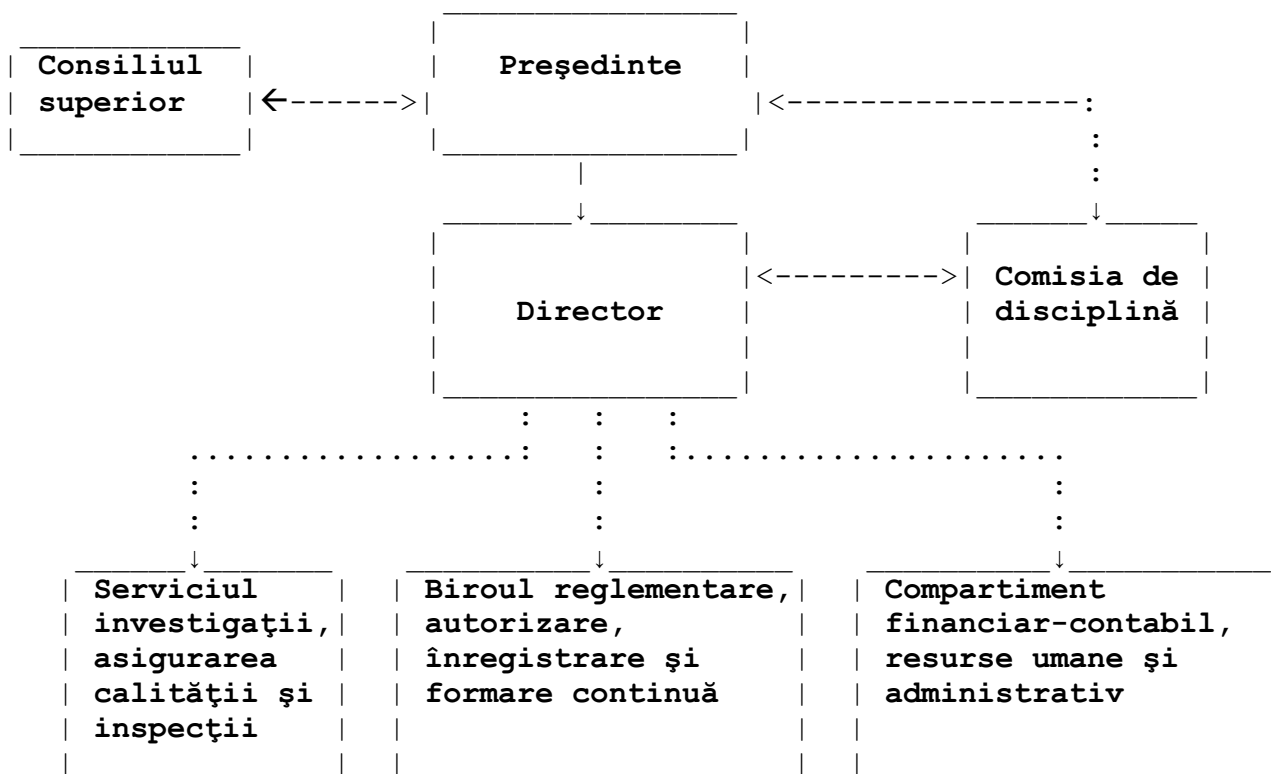 Consiliul
superior
Preşedinte
Director
Comisia de
disciplină
Serviciul
investigaţii,
asigurarea
calităţii şi
inspecţii
Biroul reglementare,
autorizare,
înregistrare şi
formare continuă
Compartiment
financiar-contabil,
resurse umane şi
administrativ